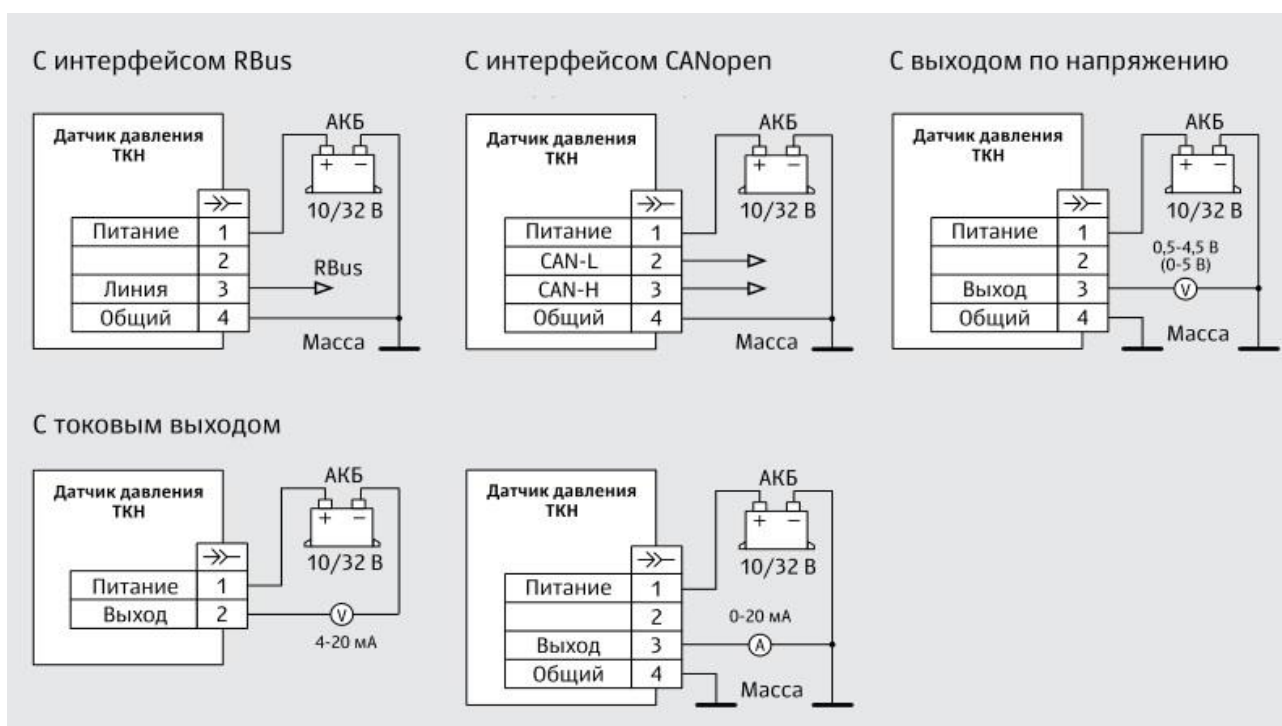 С интерфейсом RBus
Датчик давления
ТКН
АКБ
+ −
10/32 В
Питание 1
2
RBus
Линия 3
Общий 4
Масса
С интерфейсом CANopen
Датчик давления
ТКН
АКБ
+ −
10/32 В
Питание 1
CAN-L 2
CAN-H 3
Общий 4
Масса
С выходом по напряжению
Датчик давления
ТКН
АКБ
+ −
10/32 В
Питание 1
2
0,5-4,5 В
(0-5 В)
Выход 3
V
Общий 4
Масса
С токовым выходом
Датчик давления
ТКН
АКБ
+ −
10/32 В
Питание 1
Выход 2
V
4-20 мА
Датчик давления
ТКН
АКБ
+ −
10/32 В
Питание 1
2
0-20 мА
Выход 3
A
Общий 4
Масса